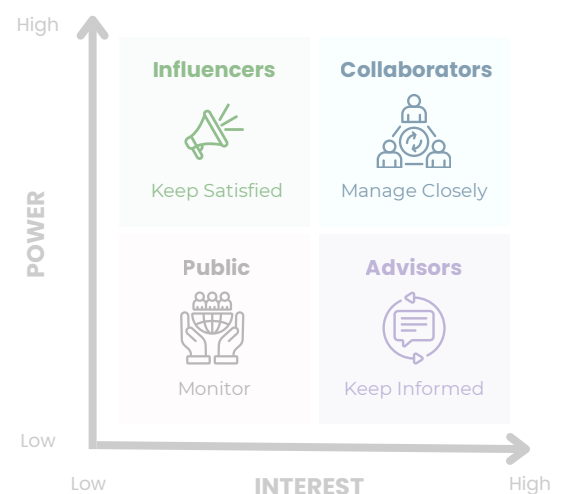 High
Influencers
Collaborators
Keep Satisfied
Manage Closely
POWER
Public
Advisors
Monitor
Keep Informed
Low
Low
INTEREST
High